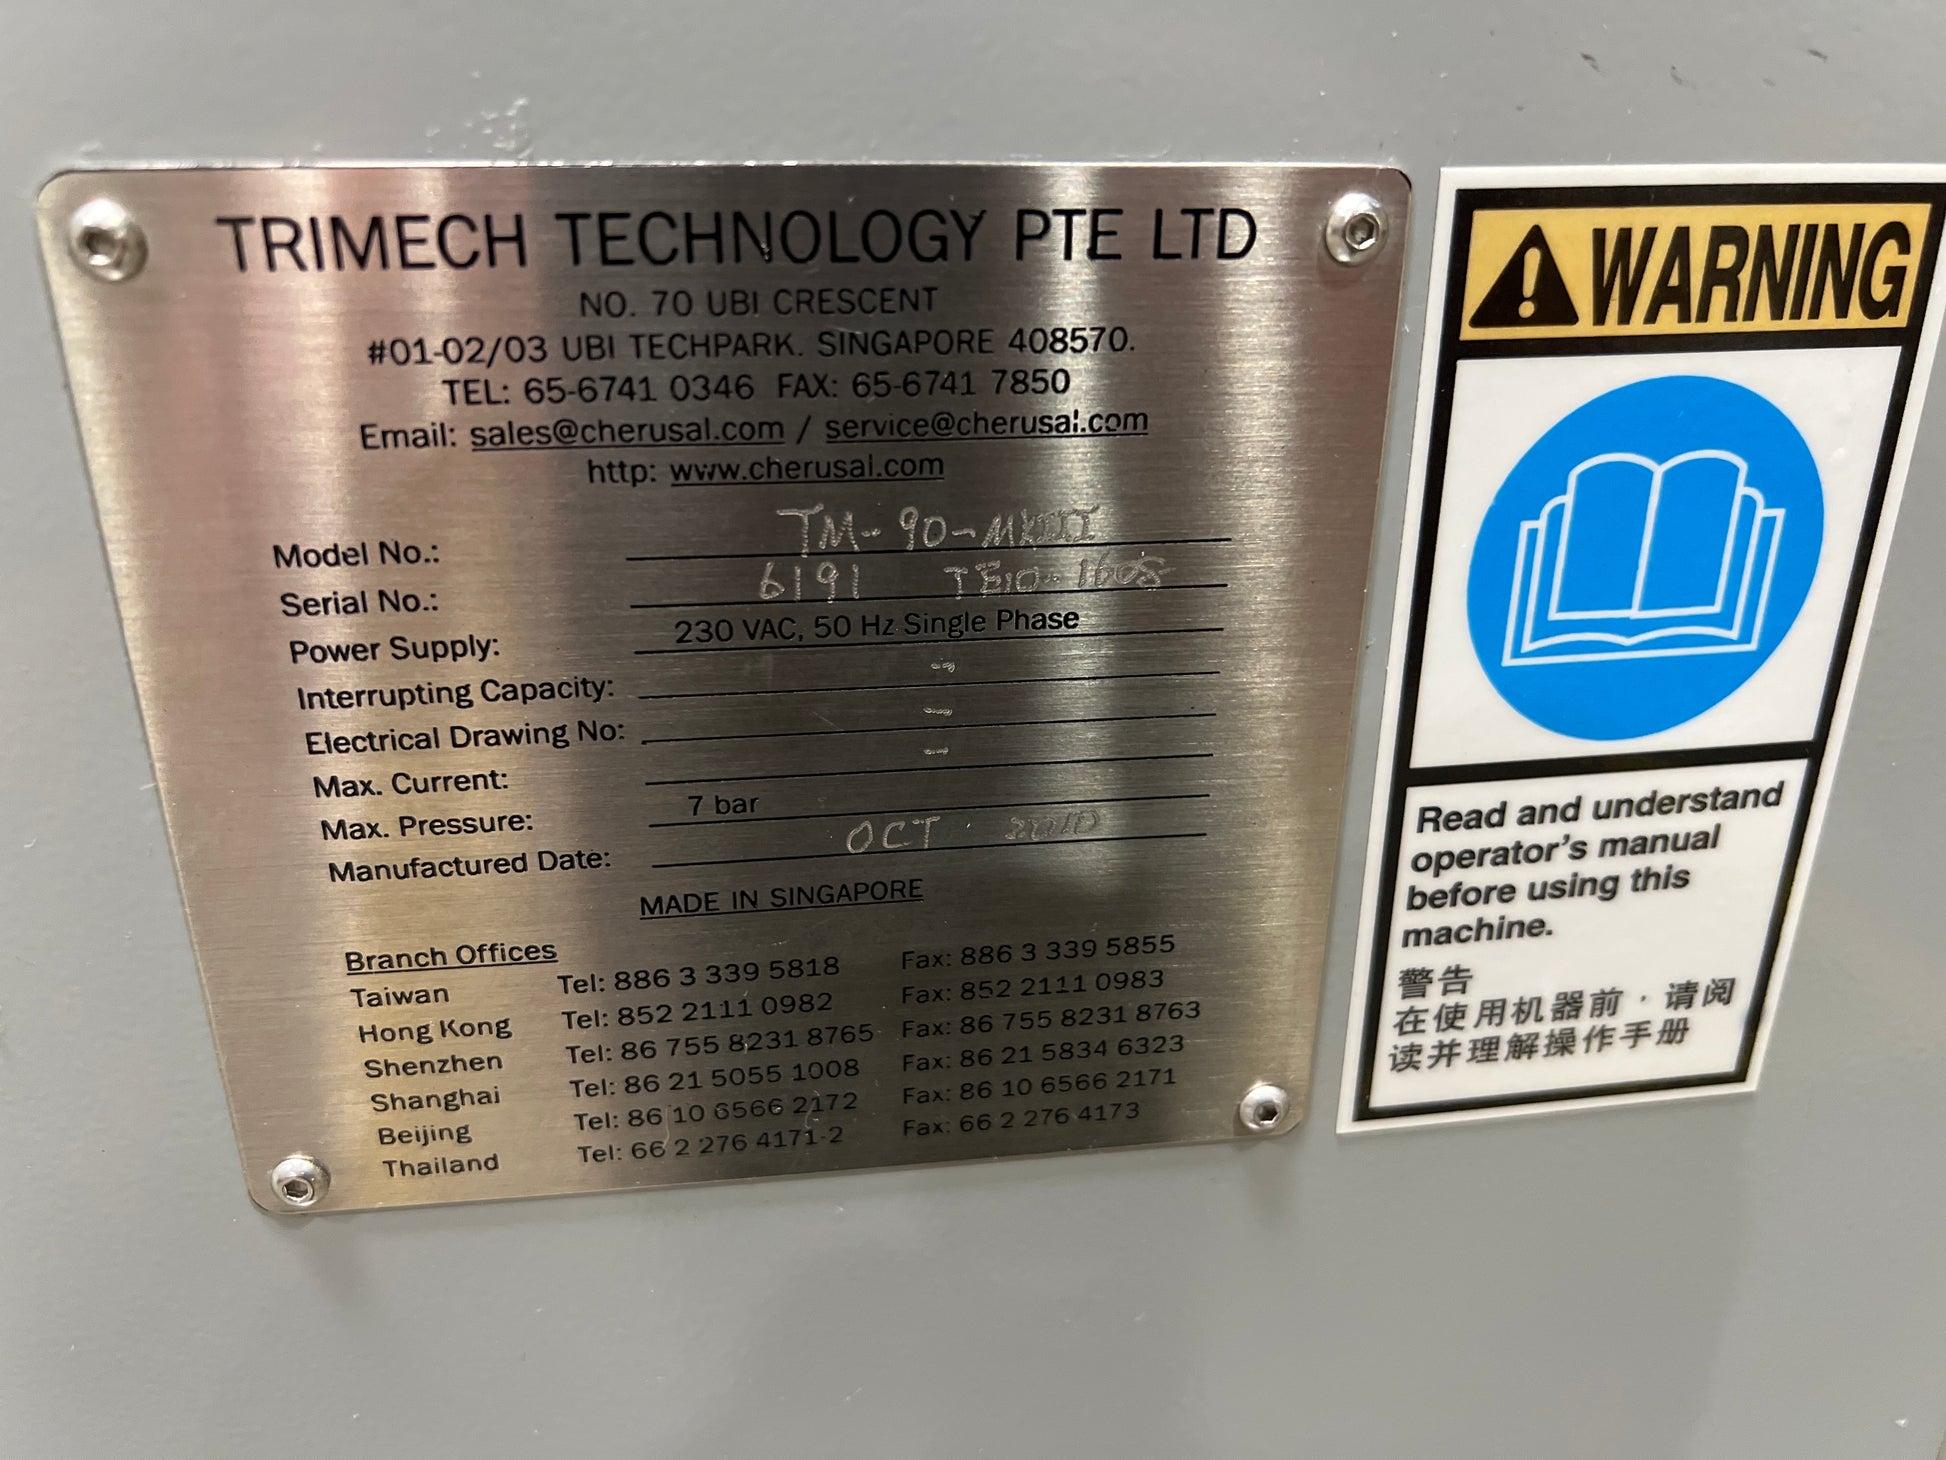 TRIMECH TECHNOLOGY PTE LTD
NO. 70 UBI CRESCENT
#01-02/03 UBI TECHPARK. SINGAPORE 408570.
TEL: 65-6741 0346 FAX: 65-6741 7850
Email: sales@cherusal.com / service@cherusal.com
http: www.cherusal.com
Model No.: TM-90-MKIII
Serial No.: 6191 TE10-1608
Power Supply: 230 VAC, 50 Hz Single Phase
Interrupting Capacity: --
Electrical Drawing No: --
Max. Current: --
Max. Pressure: 7 bar
Manufactured Date: OCT 2010
MADE IN SINGAPORE
Branch Offices
Taiwan Tel: 886 3 339 5818 Fax: 886 3 339 5855
Hong Kong Tel: 852 2111 0982 Fax: 852 2111 0983
Shenzhen Tel: 86 755 8231 8765 Fax: 86 755 8231 8763
Shanghai Tel: 86 21 5055 1008 Fax: 86 21 5834 6323
Beijing Tel: 86 10 6566 2172 Fax: 86 10 6566 2171
Thailand Tel: 66 2 276 4171-2 Fax: 66 2 276 4173
WARNING
Read and understand
operator's manual
before using this
machine.
警告
在使用机器前，请阅
读并理解操作手册